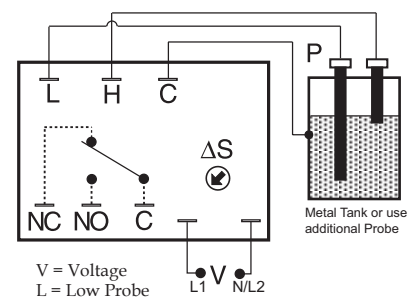 P
L H C
ΔS
NC NO C
Metal Tank or use
additional Probe
L1 V N/L2
V = Voltage
L = Low Probe